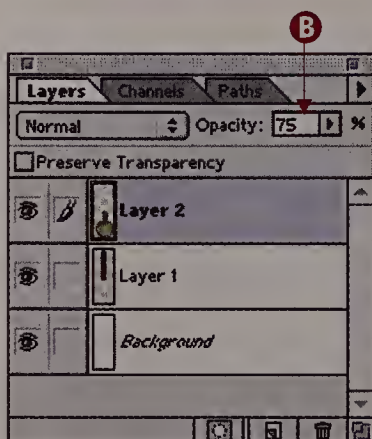 B
Layers Channels Paths
Normal Opacity: 75 %
Preserve Transparency
Layer 2
Layer 1
Background